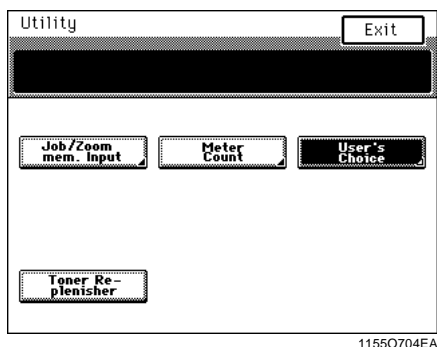 Utility
Exit
Job/Zoom
mem. Input
Meter
Count
User's
Choice
Toner Re-
plenisher
1155O704EA